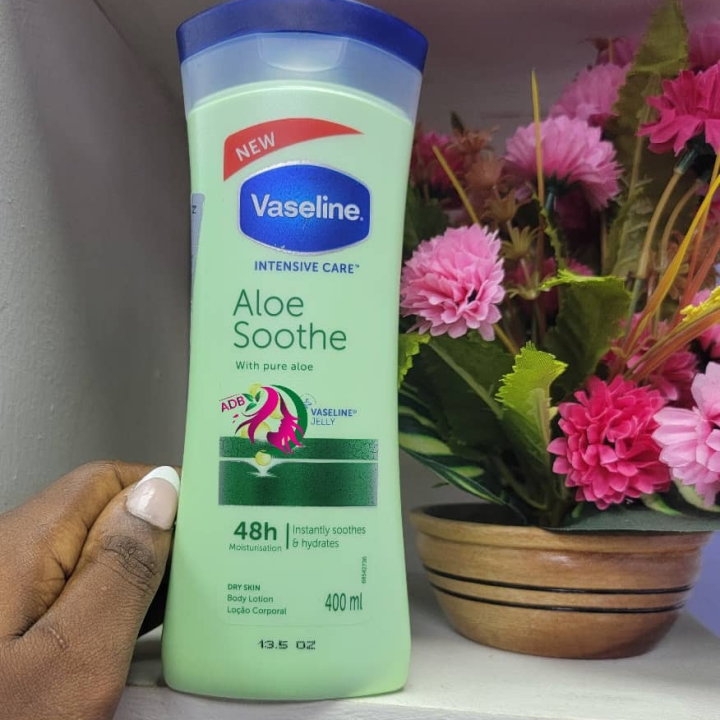 NEW
Vaseline.
INTENSIVE CARE™
Aloe
Soothe
With pure aloe
ADB
VASELINE®
JELLY
48h
Moisturisation
Instantly soothes
& hydrates
DRY SKIN
Body Lotion
Loção Corporal
400 ml
13.5 OZ